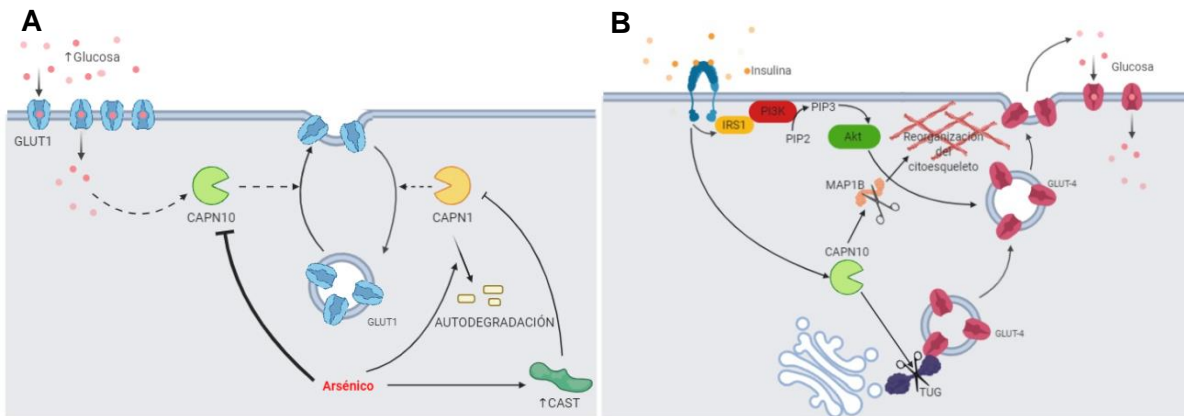 A
↑Glucosa
GLUT1
CAPN10
CAPN1
GLUT1
AUTODEGRADACIÓN
Arsénico
↑CAST
B
Insulina
Glucosa
IRS1
PI3K
PIP3
PIP2
Akt
Reorganización
del
citoesqueleto
MAP1B
GLUT-4
CAPN10
GLUT-4
TUG